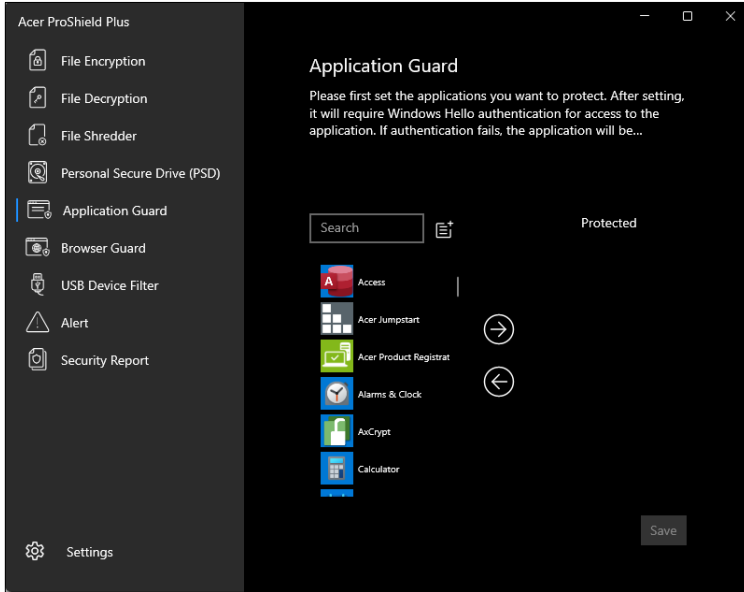 Acer ProShield Plus
File Encryption
File Decryption
File Shredder
Personal Secure Drive (PSD)
Application Guard
Browser Guard
USB Device Filter
Alert
Security Report
Settings
Application Guard
Please first set the applications you want to protect. After setting,
it will require Windows Hello authentication for access to the
application. If authentication fails, the application will be...
Search
Protected
A
Access
Acer Jumpstart
Acer Product Registrat
Alarms & Clock
AxCrypt
Calculator
Save